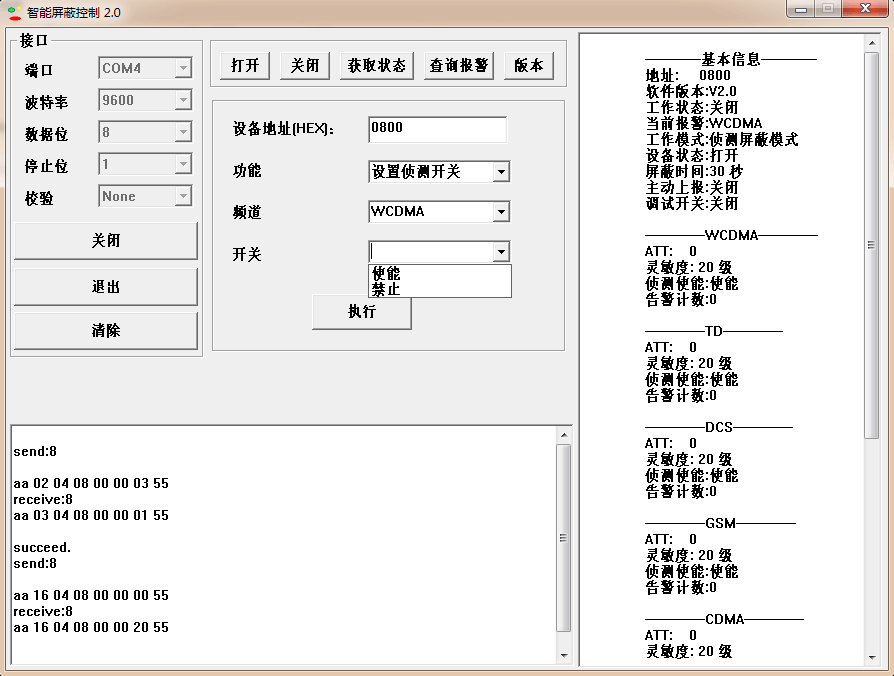 智能屏蔽控制 2.0
接口
端口 COM4
波特率 9600
数据位 8
停止位 1
校验 None
关闭
退出
清除
打开 关闭 获取状态 查询报警 版本
设备地址(HEX): 0800
功能 设置侦测开关
频道 WCDMA
开关
使能
禁止
执行
send:8
aa 02 04 08 00 00 03 55
receive:8
aa 03 04 08 00 00 01 55
succeed.
send:8
aa 16 04 08 00 00 00 55
receive:8
aa 16 04 08 00 00 20 55
————基本信息————
地址: 0800
软件版本:V2.0
工作状态:关闭
当前报警:WCDMA
工作模式:侦测屏蔽模式
设备状态:打开
屏蔽时间:30 秒
主动上报:关闭
调试开关:关闭
————WCDMA————
ATT: 0
灵敏度: 20 级
侦测使能:使能
告警计数:0
————TD————
ATT: 0
灵敏度: 20 级
侦测使能:使能
告警计数:0
————DCS————
ATT: 0
灵敏度: 20 级
侦测使能:使能
告警计数:0
————GSM————
ATT: 0
灵敏度: 20 级
侦测使能:使能
告警计数:0
————CDMA————
ATT: 0
灵敏度: 20 级